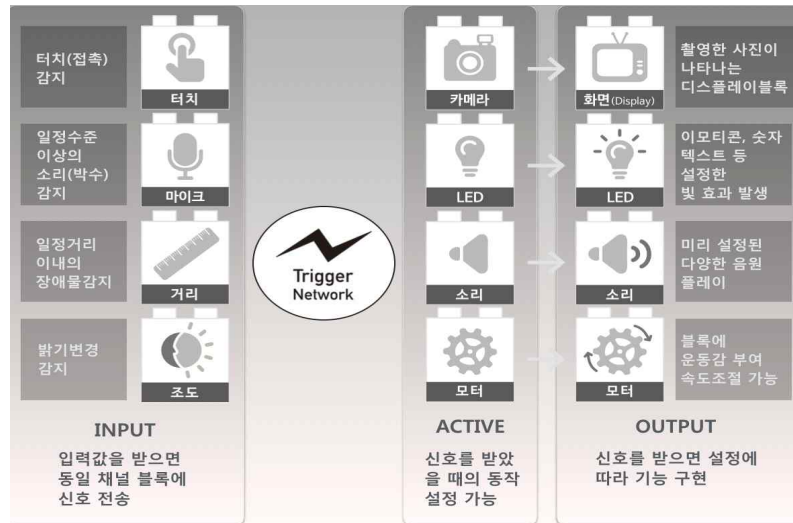 터치(접촉)
감지
터치
일정수준
이상의
소리(박수)
감지
마이크
일정거리
이내의
장애물감지
거리
밝기변경
감지
조도
INPUT
입력값을 받으면
동일 채널 블록에
신호 전송
Trigger
Network
카메라
LED
소리
모터
ACTIVE
신호를 받았
을 때의 동작
설정 가능
화면(Display)
촬영한 사진이
나타나는
디스플레이블록
LED
이모티콘, 숫자
텍스트 등
설정한
빛 효과 발생
소리
미리 설정된
다양한 음원
플레이
모터
블록에
운동감 부여
속도조절 가능
OUTPUT
신호를 받으면 설정에
따라 기능 구현